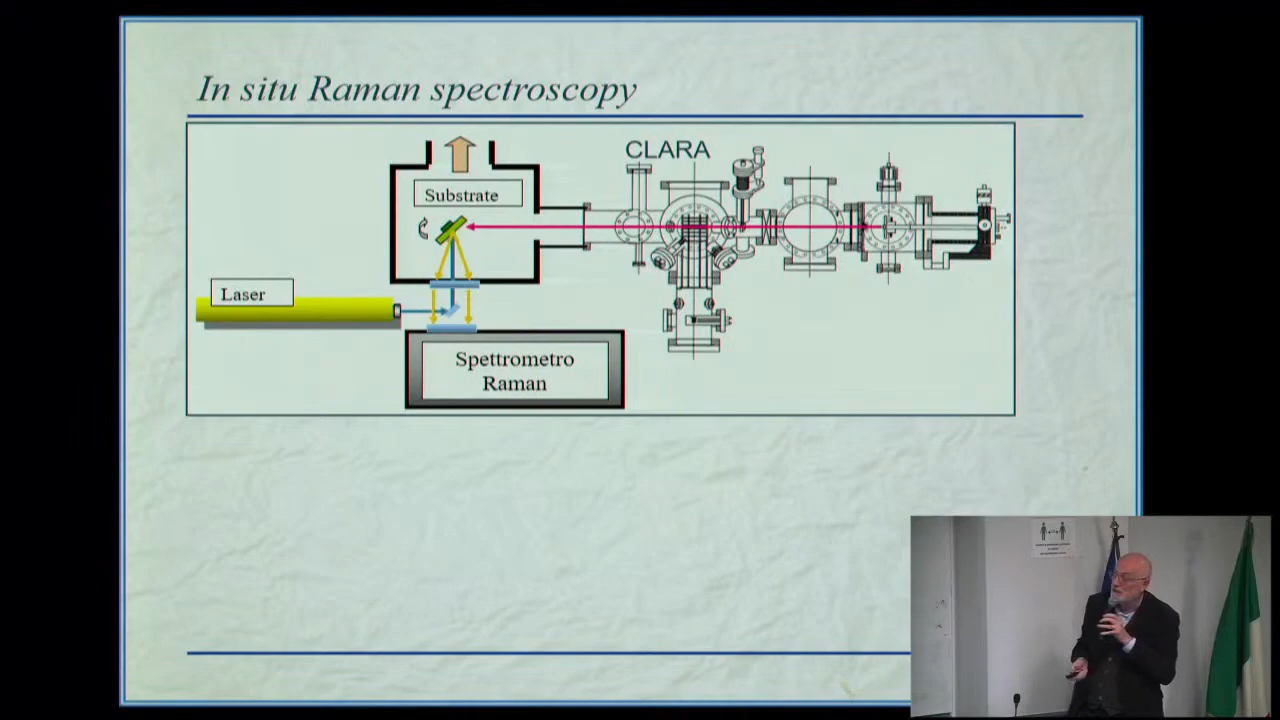 In situ Raman spectroscopy
CLARA
Substrate
Laser
Spettrometro
Raman